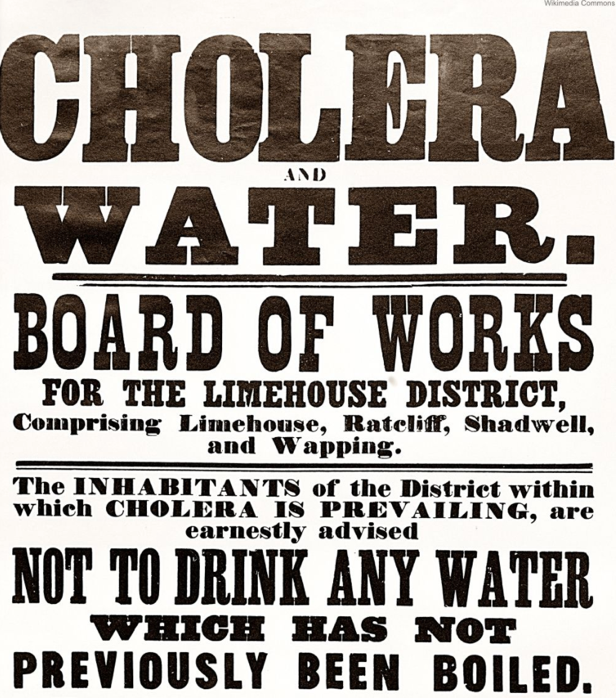 Wikimedia Commons
CHOLERA
AND
WATER.
BOARD OF WORKS
FOR THE LIMEHOUSE DISTRICT,
Comprising Limehouse, Ratcliff, Shadwell,
and Wapping.
The INHABITANTS of the District within
which CHOLERA IS PREVAILING, are
earnestly advised
NOT TO DRINK ANY WATER
WHICH HAS NOT
PREVIOUSLY BEEN BOILED.